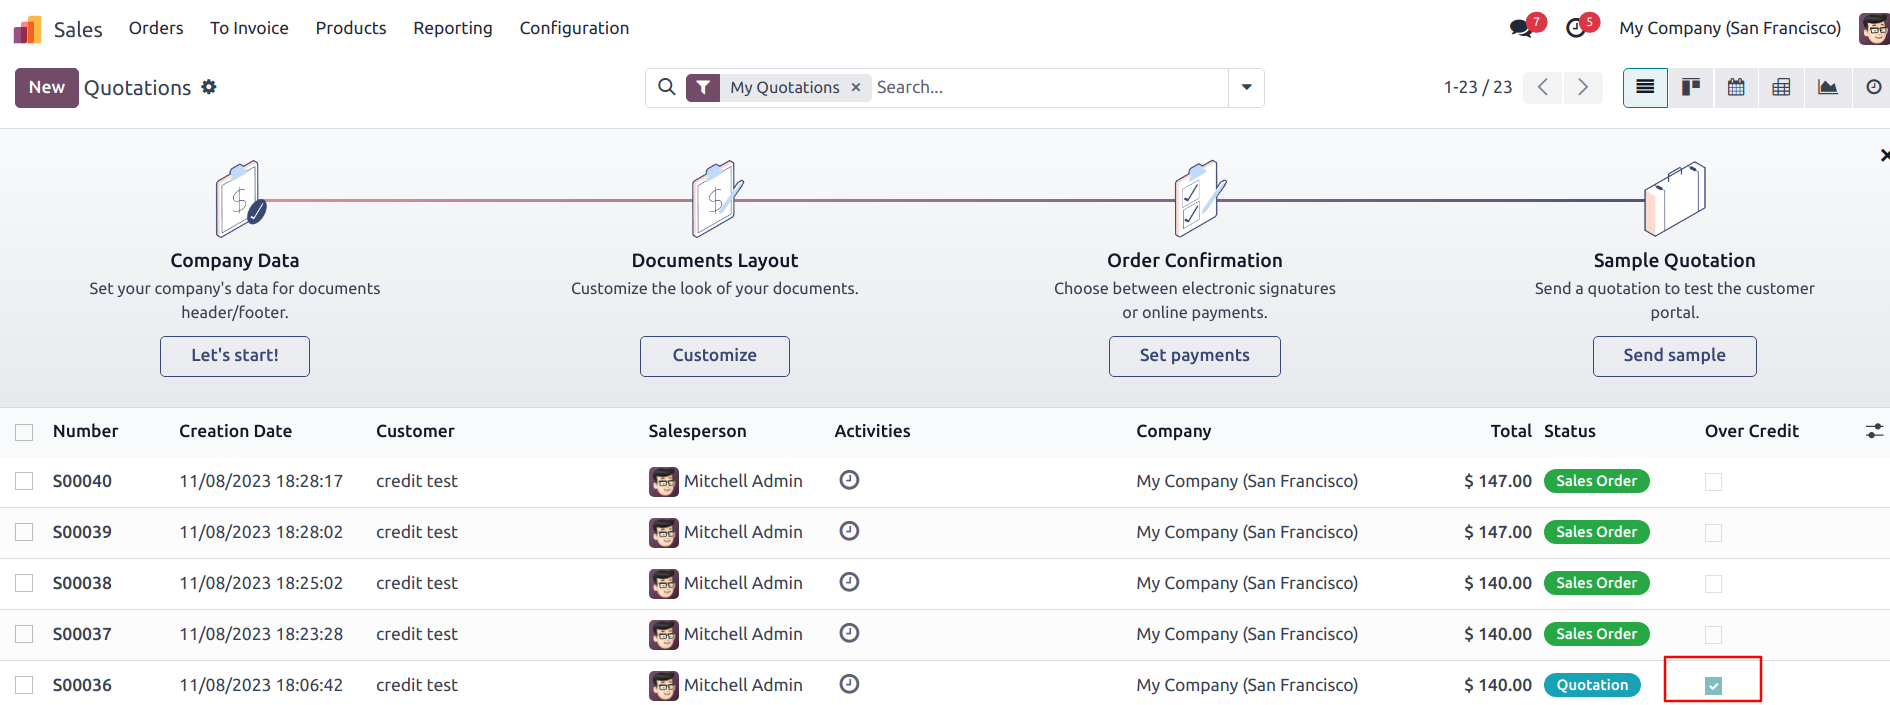 Sales Orders To Invoice Products Reporting Configuration 7 5 My Company (San Francisco)
New Quotations My Quotations × Search... 1-23 / 23
Company Data Documents Layout Order Confirmation Sample Quotation
Set your company's data for documents Customize the look of your documents. Choose between electronic signatures Send a quotation to test the customer
header/footer. or online payments. portal.
Let's start! Customize Set payments Send sample
Number Creation Date Customer Salesperson Activities Company Total Status Over Credit
S00040 11/08/2023 18:28:17 credit test Mitchell Admin My Company (San Francisco) $ 147.00 Sales Order
S00039 11/08/2023 18:28:02 credit test Mitchell Admin My Company (San Francisco) $ 147.00 Sales Order
S00038 11/08/2023 18:25:02 credit test Mitchell Admin My Company (San Francisco) $ 140.00 Sales Order
S00037 11/08/2023 18:23:28 credit test Mitchell Admin My Company (San Francisco) $ 140.00 Sales Order
S00036 11/08/2023 18:06:42 credit test Mitchell Admin My Company (San Francisco) $ 140.00 Quotation